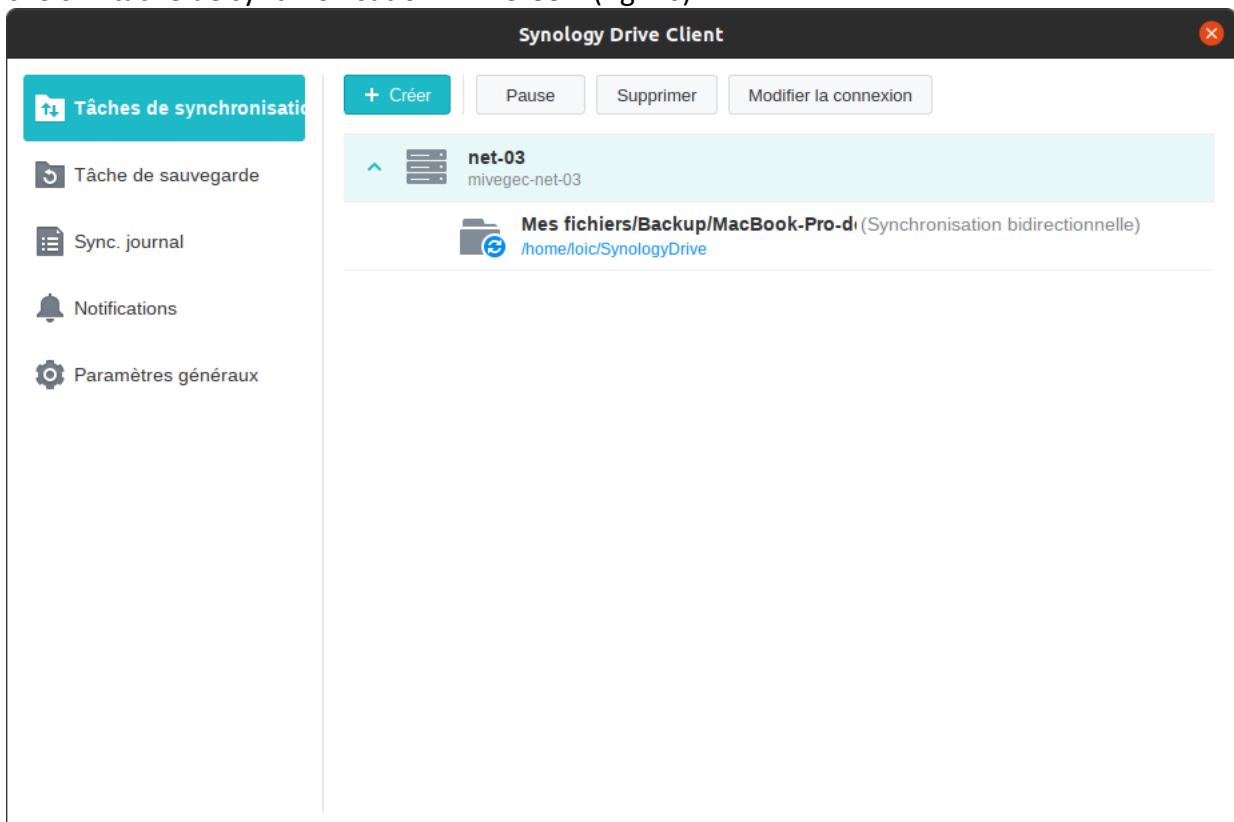 Synology Drive Client
Tâches de synchronisatio
Tâche de sauvegarde
Sync. journal
Notifications
Paramètres généraux
+ Créer
Pause
Supprimer
Modifier la connexion
net-03
mivegec-net-03
Mes fichiers/Backup/MacBook-Pro-d (Synchronisation bidirectionnelle)
/home/loic/SynologyDrive